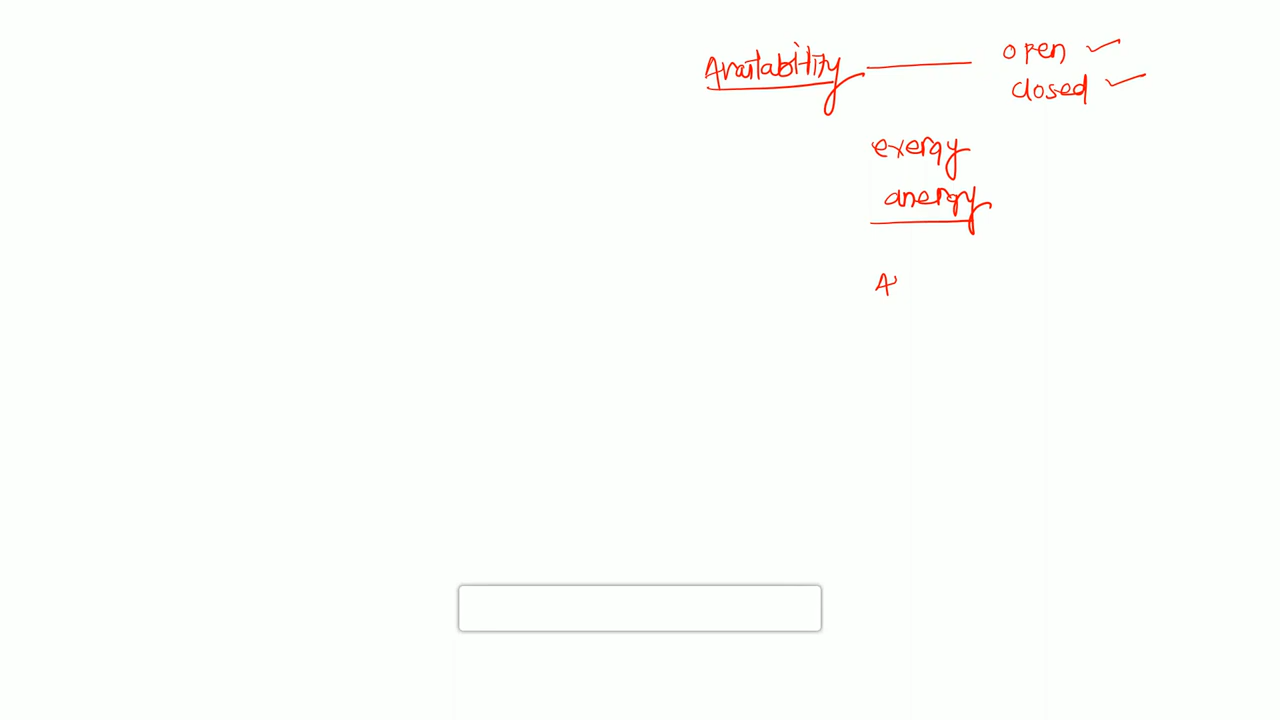 Availability —— open ✓
closed ✓
exergy
anergy
A